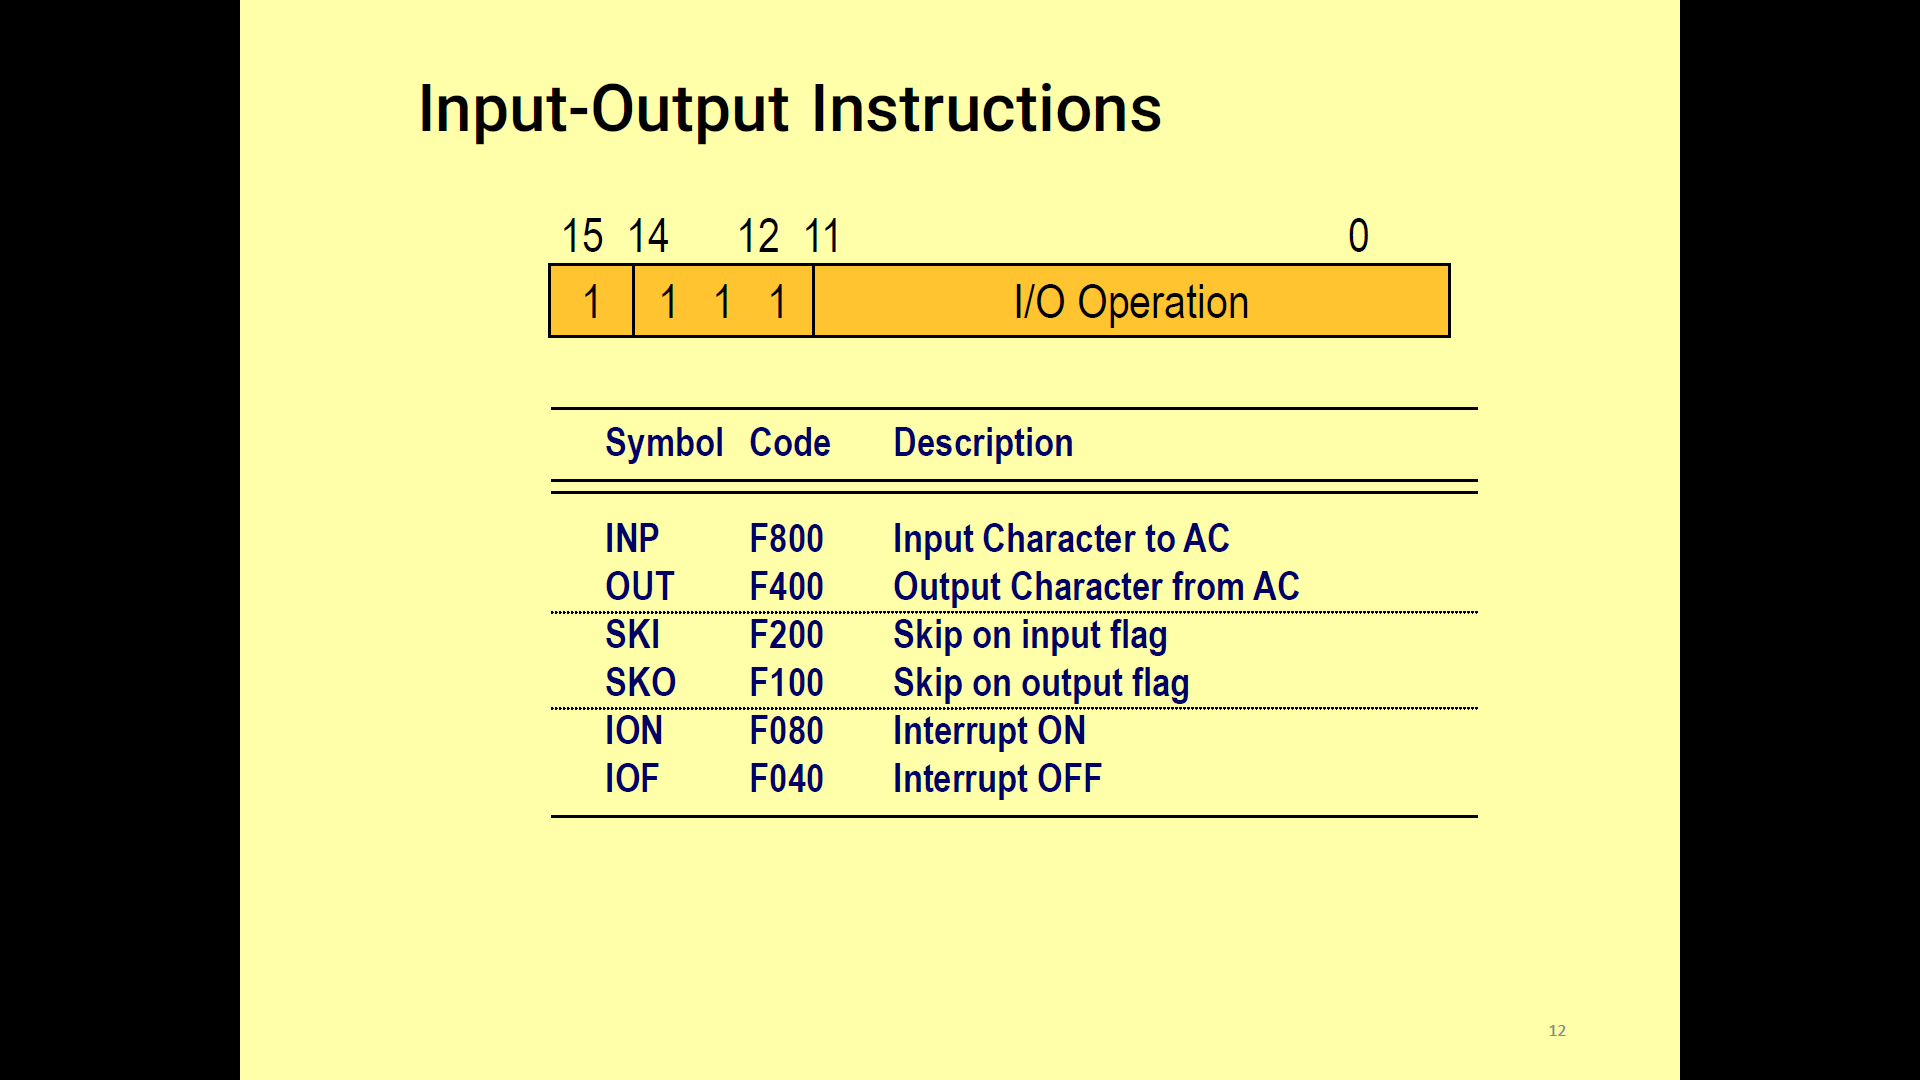 Input-Output Instructions
15 14 12 11 0
1 1 1 1 I/O Operation
Symbol Code Description
INP F800 Input Character to AC
OUT F400 Output Character from AC
SKI F200 Skip on input flag
SKO F100 Skip on output flag
ION F080 Interrupt ON
IOF F040 Interrupt OFF
12